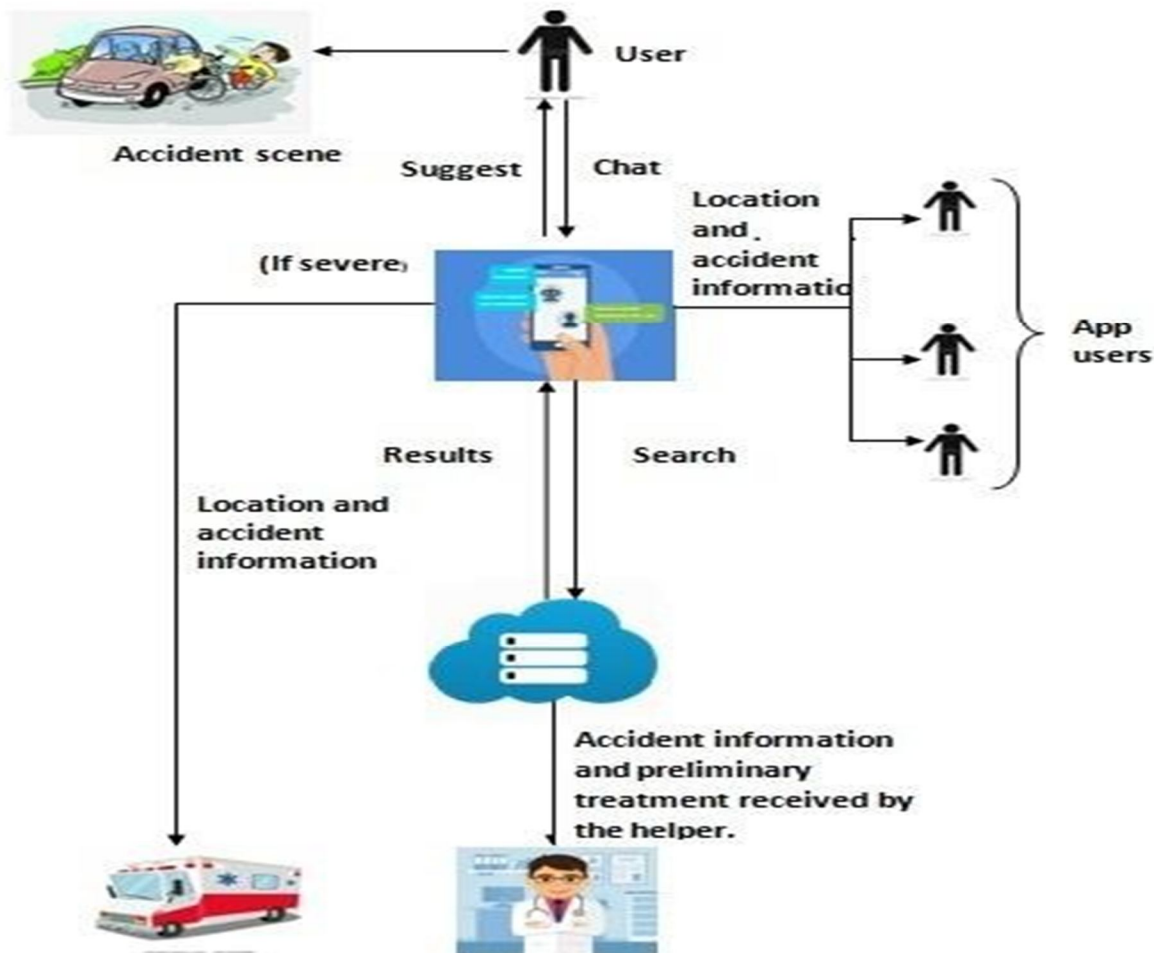 User
Accident scene
Suggest
Chat
Location
and .
accident
informatic
(If severe)
App
users
Results
Search
Location and
accident
information
Accident information
and preliminary
treatment received by
the helper.